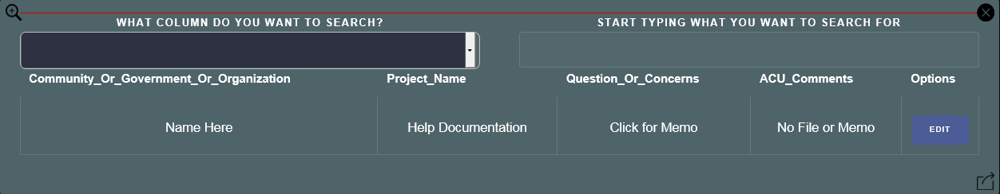 WHAT COLUMN DO YOU WANT TO SEARCH? START TYPING WHAT YOU WANT TO SEARCH FOR
Community_Or_Government_Or_Organization Project_Name Question_Or_Concerns ACU_Comments Options
Name Here Help Documentation Click for Memo No File or Memo EDIT